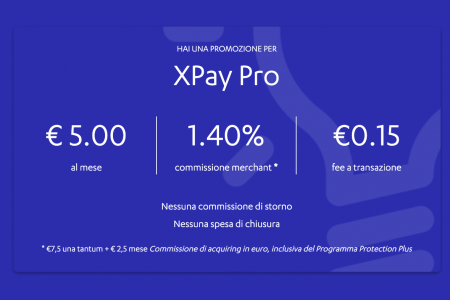 HAI UNA PROMOZIONE PER
XPay Pro
€ 5.00
al mese
1.40%
commissione merchant *
€0.15
fee a transazione
Nessuna commissione di storno
Nessuna spesa di chiusura
* €7,5 una tantum + € 2,5 mese Commissione di acquiring in euro, inclusiva del Programma Protection Plus